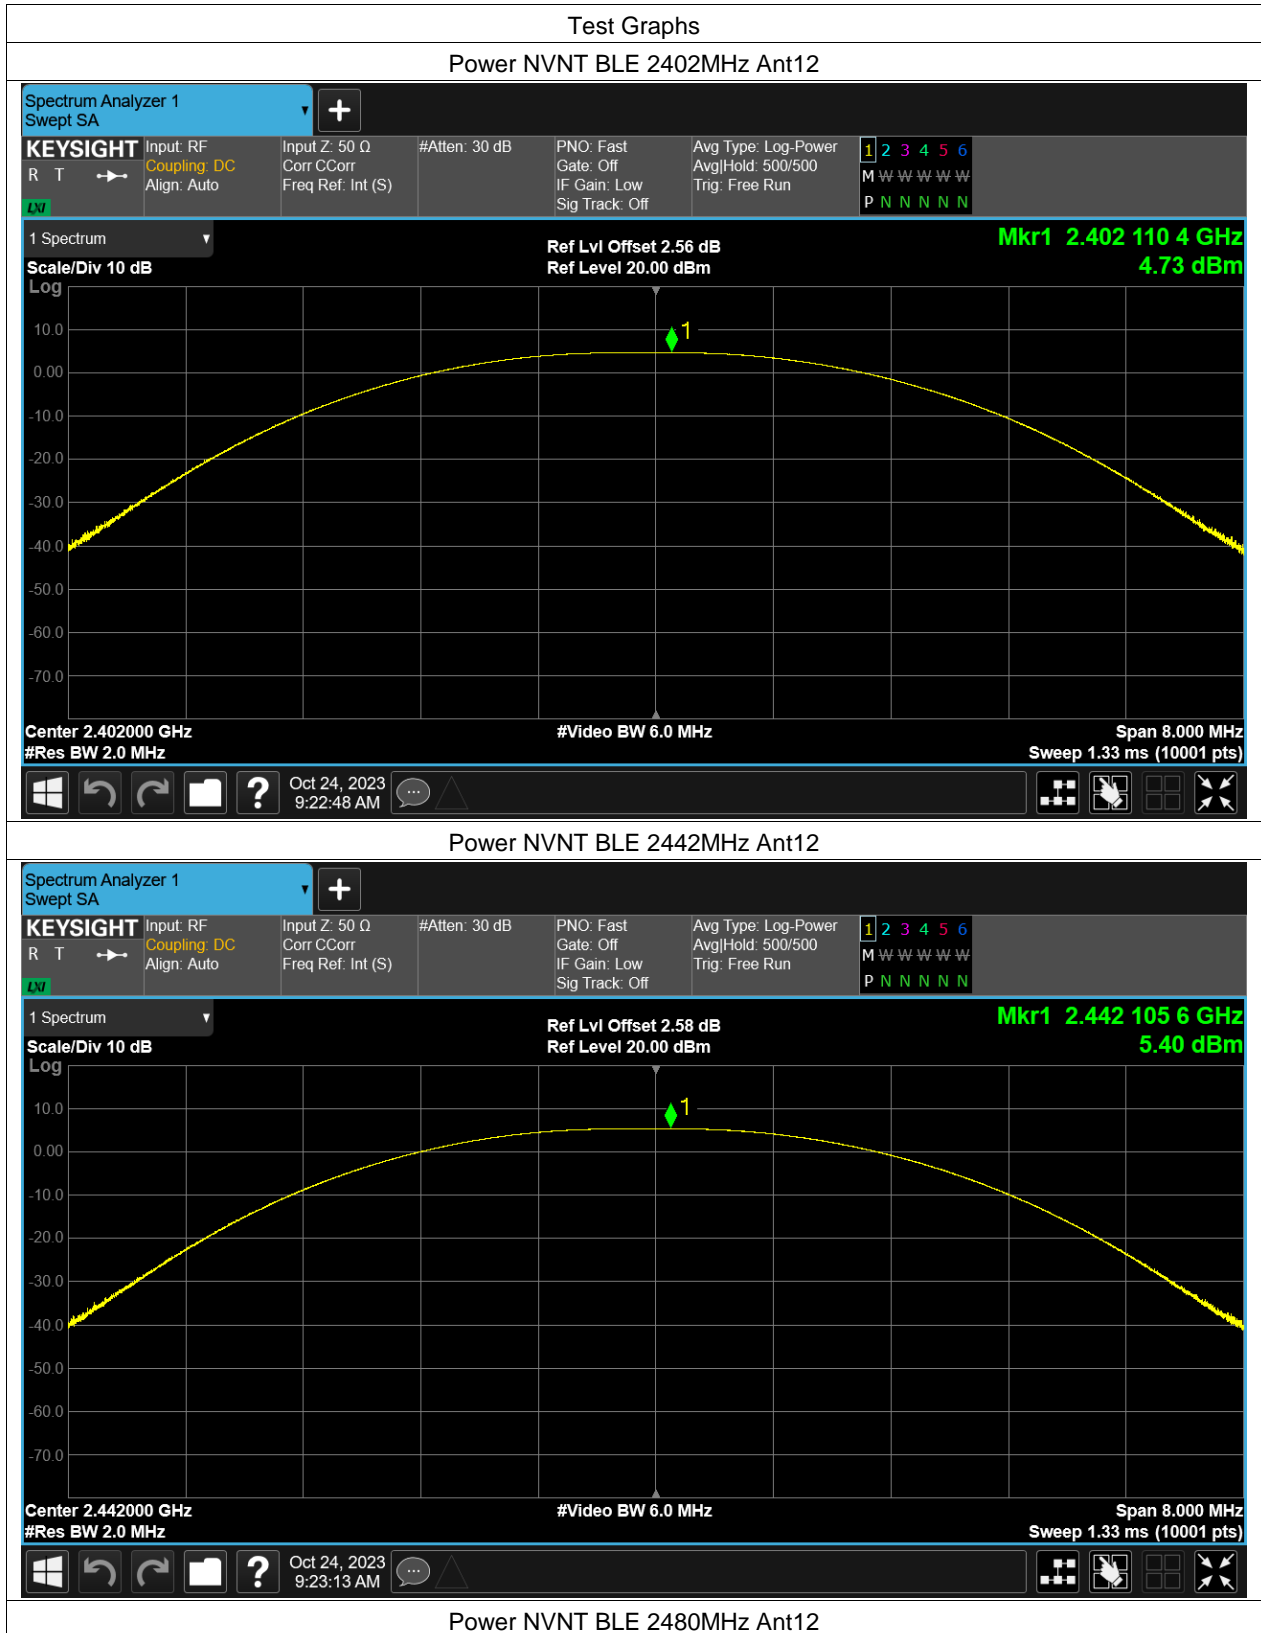 Test Graphs
Power NVNT BLE 2402MHz Ant12
Spectrum Analyzer 1
Swept SA
KEYSIGHT
R T
LXI
Input: RF
Coupling: DC
Align: Auto
Input Z: 50 Ω
Corr CCorr
Freq Ref: Int (S)
#Atten: 30 dB
PNO: Fast
Gate: Off
IF Gain: Low
Sig Track: Off
Avg Type: Log-Power
Avg|Hold: 500/500
Trig: Free Run
1 2 3 4 5 6
M W W W W W
P N N N N N
1 Spectrum
Scale/Div 10 dB
Log
Ref Lvl Offset 2.56 dB
Ref Level 20.00 dBm
Mkr1 2.402 110 4 GHz
4.73 dBm
1
10.0
0.00
-10.0
-20.0
-30.0
-40.0
-50.0
-60.0
-70.0
Center 2.402000 GHz
#Res BW 2.0 MHz
#Video BW 6.0 MHz
Span 8.000 MHz
Sweep 1.33 ms (10001 pts)
Oct 24, 2023
9:22:48 AM
Power NVNT BLE 2442MHz Ant12
Spectrum Analyzer 1
Swept SA
KEYSIGHT
R T
LXI
Input: RF
Coupling: DC
Align: Auto
Input Z: 50 Ω
Corr CCorr
Freq Ref: Int (S)
#Atten: 30 dB
PNO: Fast
Gate: Off
IF Gain: Low
Sig Track: Off
Avg Type: Log-Power
Avg|Hold: 500/500
Trig: Free Run
1 2 3 4 5 6
M W W W W W
P N N N N N
1 Spectrum
Scale/Div 10 dB
Log
Ref Lvl Offset 2.58 dB
Ref Level 20.00 dBm
Mkr1 2.442 105 6 GHz
5.40 dBm
1
10.0
0.00
-10.0
-20.0
-30.0
-40.0
-50.0
-60.0
-70.0
Center 2.442000 GHz
#Res BW 2.0 MHz
#Video BW 6.0 MHz
Span 8.000 MHz
Sweep 1.33 ms (10001 pts)
Oct 24, 2023
9:23:13 AM
Power NVNT BLE 2480MHz Ant12